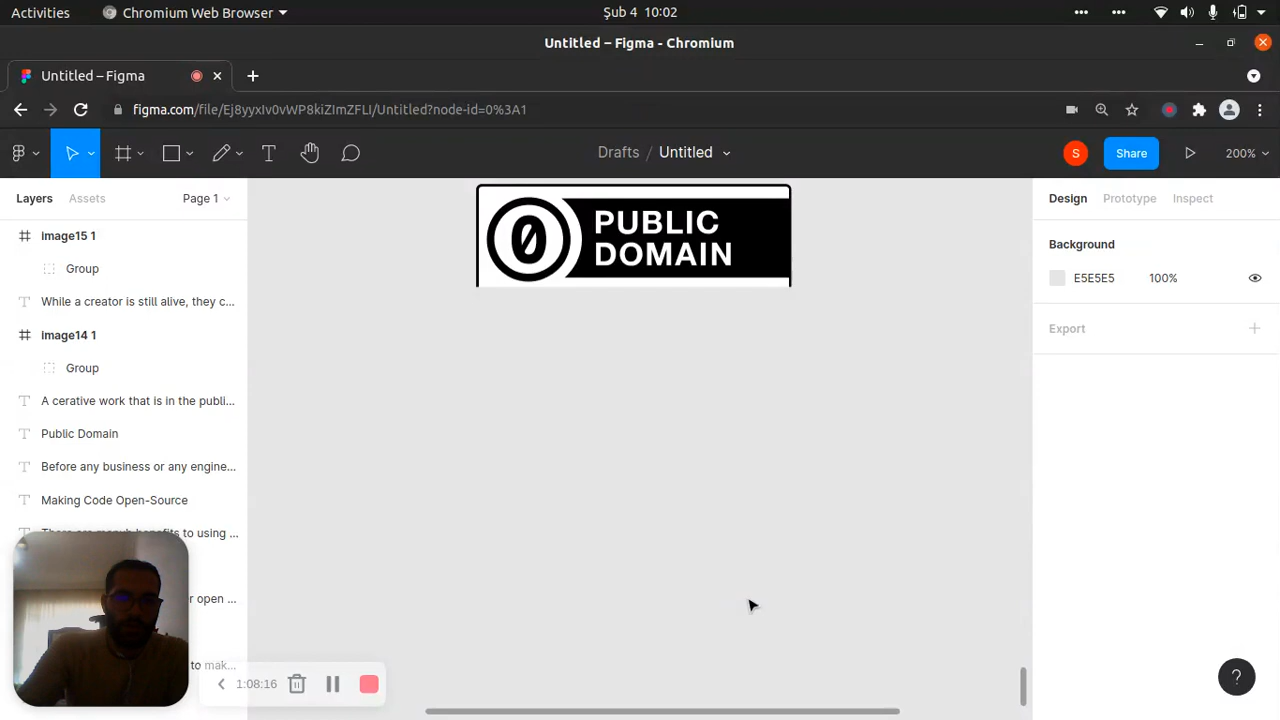 Activities
Chromium Web Browser
Şub 4 10:02
Untitled – Figma - Chromium
Untitled – Figma
figma.com/file/Ej8yyxIv0vWP8kiZImZFLI/Untitled?node-id=0%3A1
Drafts / Untitled
S
Share
200%
Layers
Assets
Page 1
Design
Prototype
Inspect
image15 1
Group
While a creator is still alive, they c...
image14 1
Group
A cerative work that is in the publi...
Public Domain
Before any business or any engine...
Making Code Open-Source
to using ...
r open ...
to mak...
0
PUBLIC
DOMAIN
Background
E5E5E5
100%
Export
1:08:16
?